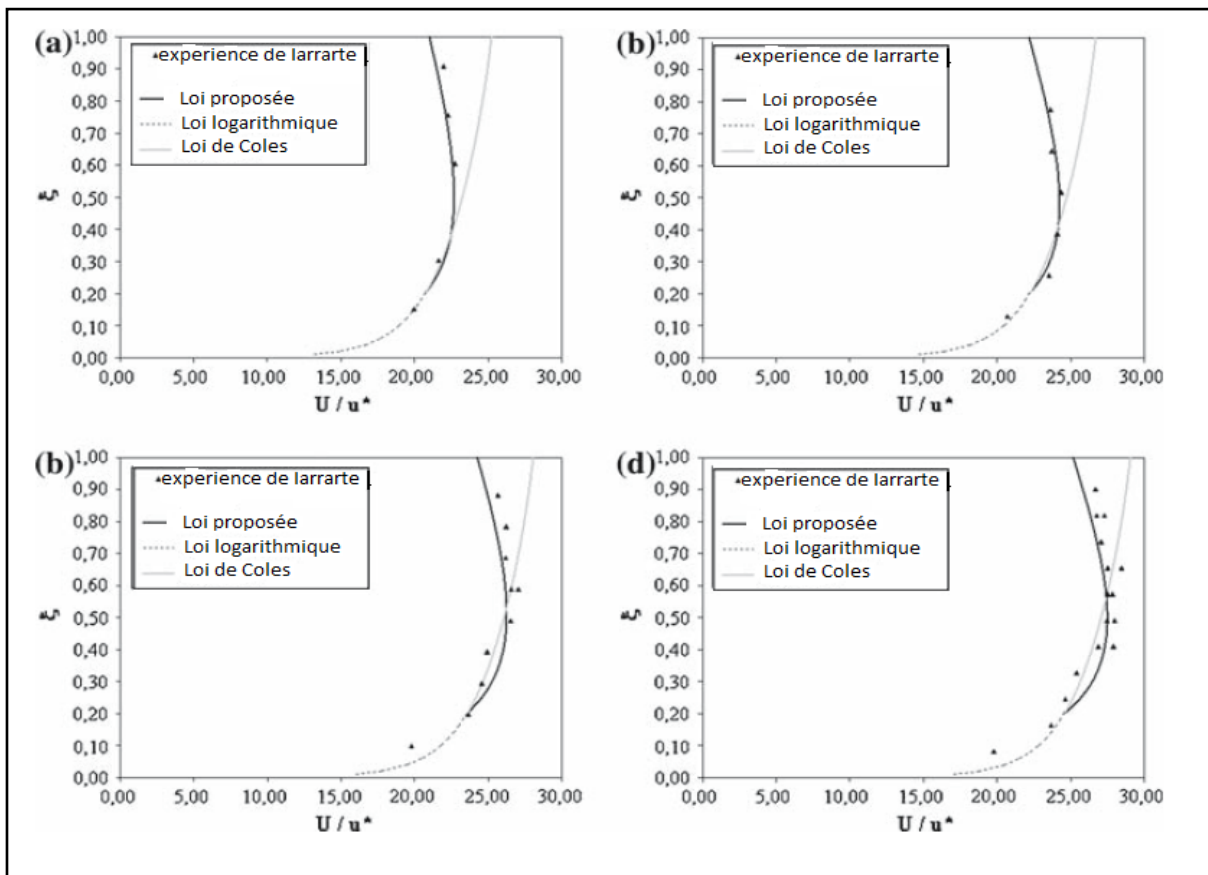 (a)
1,00
0,90
0,80
0,70
0,60
0,50
0,40
0,30
0,20
0,10
0,00
ξ
experience de larrarte
Loi proposée
Loi logarithmique
Loi de Coles
0,00 5,00 10,00 15,00 20,00 25,00 30,00
U / u*
(b)
1,00
0,90
0,80
0,70
0,60
0,50
0,40
0,30
0,20
0,10
0,00
ξ
experience de larrarte
Loi proposée
Loi logarithmique
Loi de Coles
0,00 5,00 10,00 15,00 20,00 25,00 30,00
U / u*
(b)
1,00
0,90
0,80
0,70
0,60
0,50
0,40
0,30
0,20
0,10
0,00
ξ
experience de larrarte
Loi proposée
Loi logarithmique
Loi de Coles
0,00 5,00 10,00 15,00 20,00 25,00 30,00
U / u*
(d)
1,00
0,90
0,80
0,70
0,60
0,50
0,40
0,30
0,20
0,10
0,00
ξ
experience de larrarte
Loi proposée
Loi logarithmique
Loi de Coles
0,00 5,00 10,00 15,00 20,00 25,00 30,00
U / u*